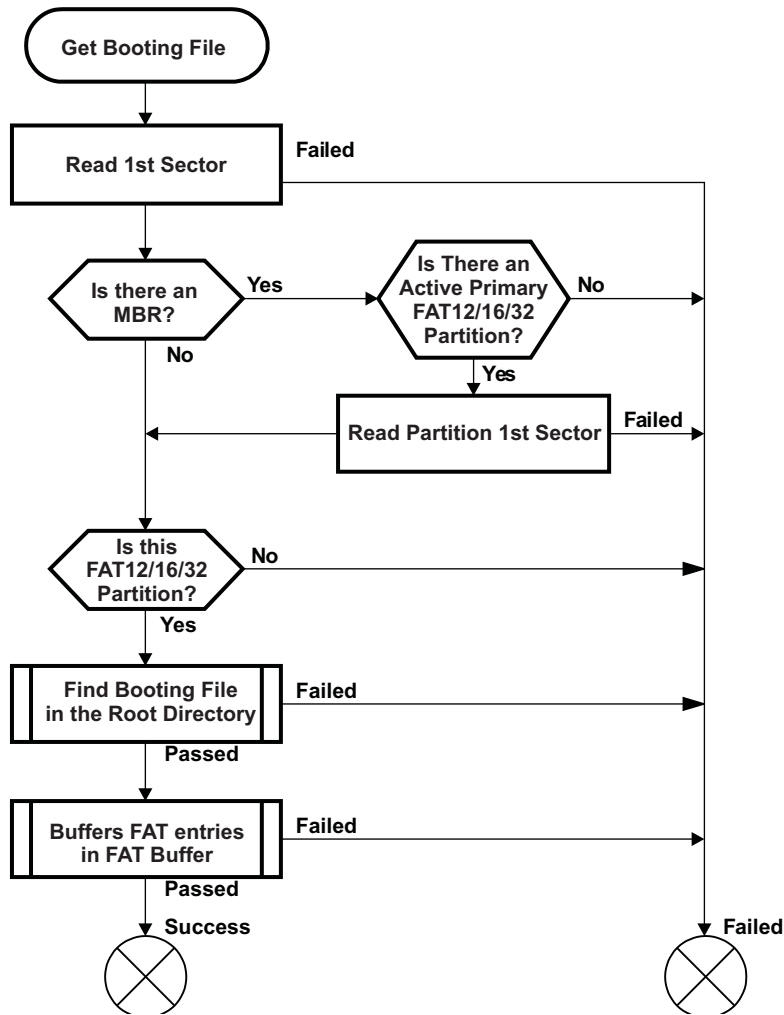 Get Booting File
Read 1st Sector
Failed
Is there an
MBR?
Yes
No
Is There an
Active Primary
FAT12/16/32
Partition?
No
Yes
Read Partition 1st Sector
Failed
Is this
FAT12/16/32
Partition?
No
Yes
Find Booting File
in the Root Directory
Failed
Passed
Buffers FAT entries
in FAT Buffer
Failed
Passed
Success
Failed